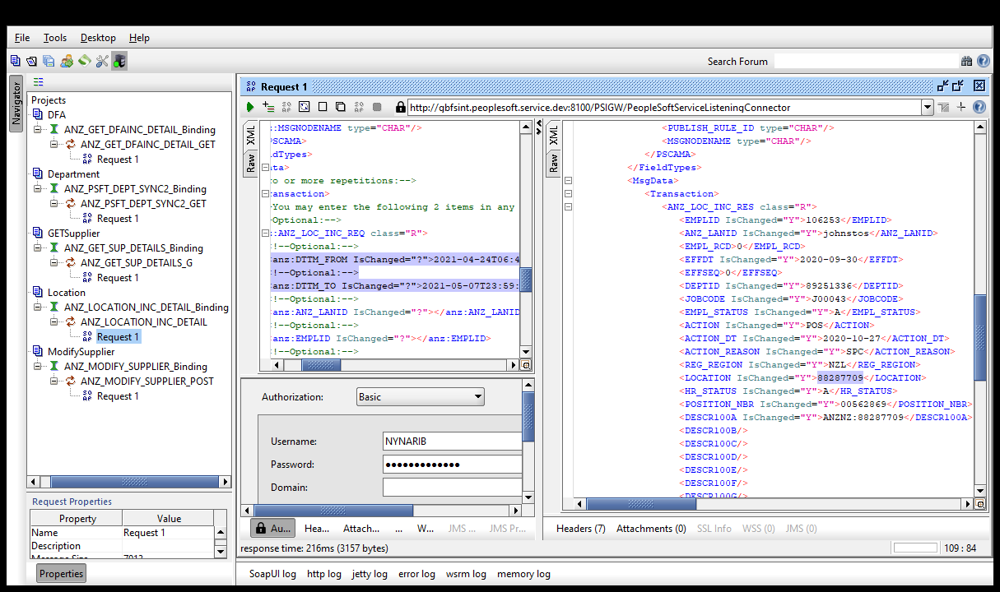 File Tools Desktop Help
Search Forum
Navigator
Projects
DFA
ANZ_GET_DFAINC_DETAIL_Binding
ANZ_GET_DFAINC_DETAIL_GET
Request 1
Department
ANZ_PSFT_DEPT_SYNC2_Binding
ANZ_PSFT_DEPT_SYNC2_GET
Request 1
GETSupplier
ANZ_GET_SUP_DETAILS_Binding
ANZ_GET_SUP_DETAILS_G
Request 1
Location
ANZ_LOCATION_INC_DETAIL_Binding
ANZ_LOCATION_INC_DETAIL
Request 1
ModifySupplier
ANZ_MODIFY_SUPPLIER_Binding
ANZ_MODIFY_SUPPLIER_POST
Request 1
Request Properties
Property Value
Name Request 1
Description
Message Size 7012
Properties
Request 1
http://qbfsint.peoplesoft.service.dev:8100/PSIGW/PeopleSoftServiceListeningConnector
XML
Raw
::MSGNODENAME type="CHAR"/>
PSCAMA>
dTypes>
ta>
o or more repetitions:-->
ansaction>
You may enter the following 2 items in any
Optional:-->
:ANZ_LOC_INC_REQ class="R">
!--Optional:-->
anz:DTTM_FROM IsChanged="?">2021-04-24T06:4
!--Optional:-->
anz:DTTM_TO IsChanged="?">2021-05-07T23:59:
!--Optional:-->
anz:ANZ_LANID IsChanged="?"></anz:ANZ_LANID
!--Optional:-->
anz:EMPLID IsChanged="?"></anz:EMPLID>
!--Optional:-->
Authorization: Basic
Username: NYNARIB
Password: •••••••••••••
Domain:
Au... Hea... Attach... ... W... JMS ... JMS Pr...
response time: 216ms (3157 bytes)
XML
Raw
<PUBLISH_RULE_ID type="CHAR"/>
<MSGNODENAME type="CHAR"/>
</PSCAMA>
</FieldTypes>
<MsgData>
<Transaction>
<ANZ_LOC_INC_RES class="R">
<EMPLID IsChanged="Y">106253</EMPLID>
<ANZ_LANID IsChanged="Y">johnstos</ANZ_LANID>
<EMPL_RCD>0</EMPL_RCD>
<EFFDT IsChanged="Y">2020-09-30</EFFDT>
<EFFSEQ>0</EFFSEQ>
<DEPTID IsChanged="Y">89251336</DEPTID>
<JOBCODE IsChanged="Y">J00043</JOBCODE>
<EMPL_STATUS IsChanged="Y">A</EMPL_STATUS>
<ACTION IsChanged="Y">POS</ACTION>
<ACTION_DT IsChanged="Y">2020-10-27</ACTION_DT>
<ACTION_REASON IsChanged="Y">SPC</ACTION_REASON>
<REG_REGION IsChanged="Y">NZL</REG_REGION>
<LOCATION IsChanged="Y">88287709</LOCATION>
<HR_STATUS IsChanged="Y">A</HR_STATUS>
<POSITION_NBR IsChanged="Y">00562869</POSITION_NBR>
<DESCR100A IsChanged="Y">ANZNZ:88287709</DESCR100A>
<DESCR100B/>
<DESCR100C/>
<DESCR100D/>
<DESCR100E/>
<DESCR100F/>
<DESCR100G/>
Headers (7) Attachments (0) SSL Info WSS (0) JMS (0)
109 : 84
SoapUI log http log jetty log error log wsrm log memory log